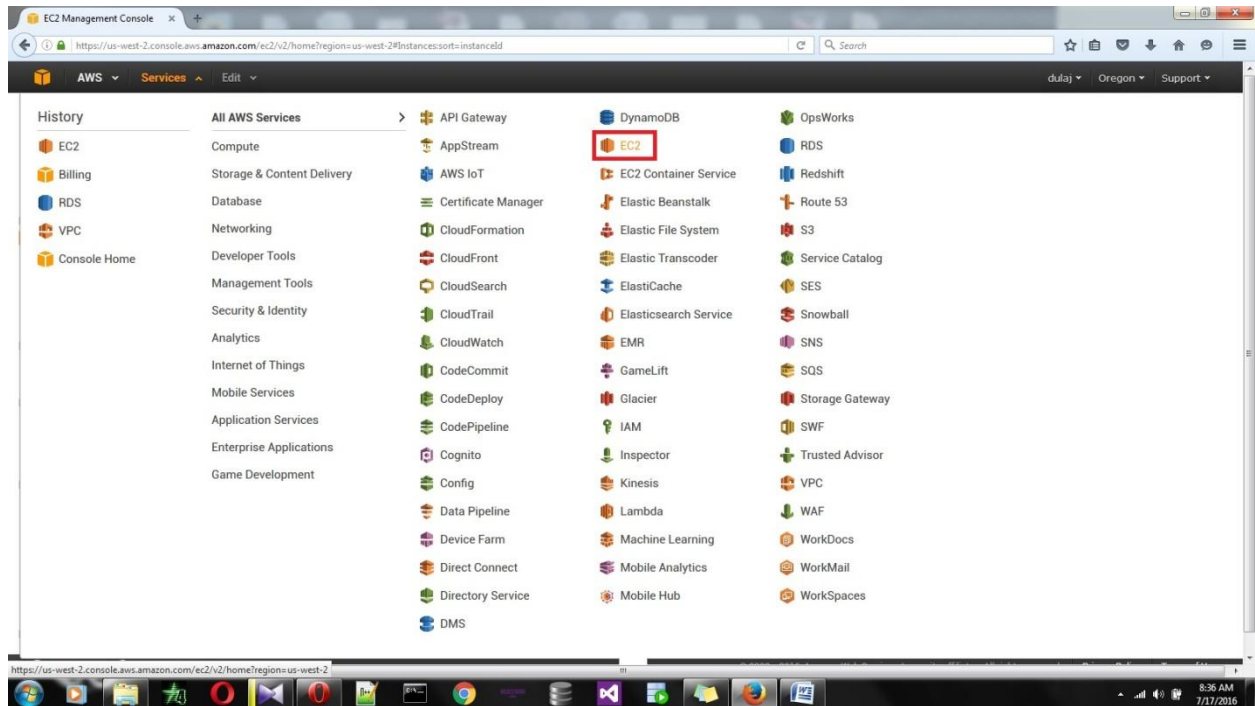 EC2 Management Console
https://us-west-2.console.aws.amazon.com/ec2/v2/home?region=us-west-2#Instances:sort=instanceId
Search
AWS Services Edit
dulaj Oregon Support
History
EC2
Billing
RDS
VPC
Console Home
All AWS Services
Compute
Storage & Content Delivery
Database
Networking
Developer Tools
Management Tools
Security & Identity
Analytics
Internet of Things
Mobile Services
Application Services
Enterprise Applications
Game Development
API Gateway
AppStream
AWS IoT
Certificate Manager
CloudFormation
CloudFront
CloudSearch
CloudTrail
CloudWatch
CodeCommit
CodeDeploy
CodePipeline
Cognito
Config
Data Pipeline
Device Farm
Direct Connect
Directory Service
DMS
DynamoDB
EC2
EC2 Container Service
Elastic Beanstalk
Elastic File System
Elastic Transcoder
ElastiCache
Elasticsearch Service
EMR
GameLift
Glacier
IAM
Inspector
Kinesis
Lambda
Machine Learning
Mobile Analytics
Mobile Hub
OpsWorks
RDS
Redshift
Route 53
S3
Service Catalog
SES
Snowball
SNS
SQS
Storage Gateway
SWF
Trusted Advisor
VPC
WAF
WorkDocs
WorkMail
WorkSpaces
https://us-west-2.console.aws.amazon.com/ec2/v2/home?region=us-west-2
8:36 AM
7/17/2016